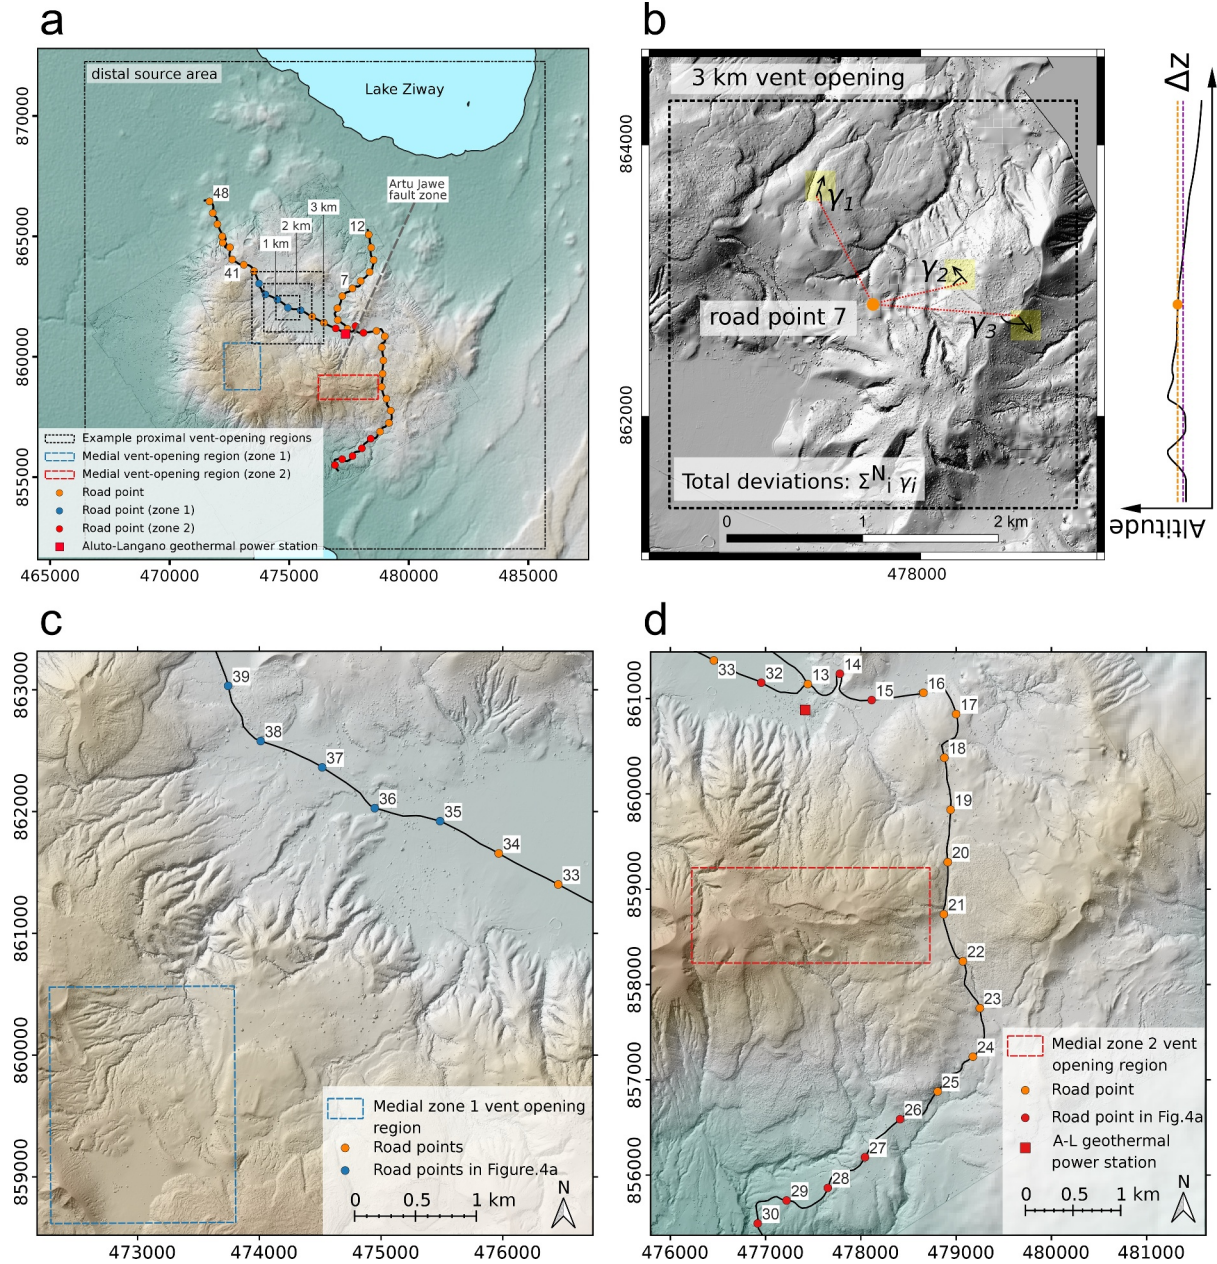 a
distal source area
Lake Ziway
Artu Jawe
fault zone
48
3 km
2 km
1 km
12
41
7
870000
865000
860000
855000
Example proximal vent-opening regions
Medial vent-opening region (zone 1)
Medial vent-opening region (zone 2)
Road point
Road point (zone 1)
Road point (zone 2)
Aluto-Langano geothermal power station
465000 470000 475000 480000 485000
b
3 km vent opening
864000
862000
γ1
γ2
γ3
road point 7
Total deviations: Σ^N_i γi
0 1 2 km
478000
ΔZ
Altitude
c
863000
862000
861000
860000
859000
39
38
37
36
35
34
33
Medial zone 1 vent opening
region
Road points
Road points in Figure.4a
0 0.5 1 km
N
473000 474000 475000 476000
d
861000
860000
859000
858000
857000
856000
33
32
13
14
15
16
17
18
19
20
21
22
23
24
25
26
27
28
29
30
Medial zone 2 vent
opening region
Road point
Road point in Fig.4a
A-L geothermal
power station
0 0.5 1 km
N
476000 477000 478000 479000 480000 481000